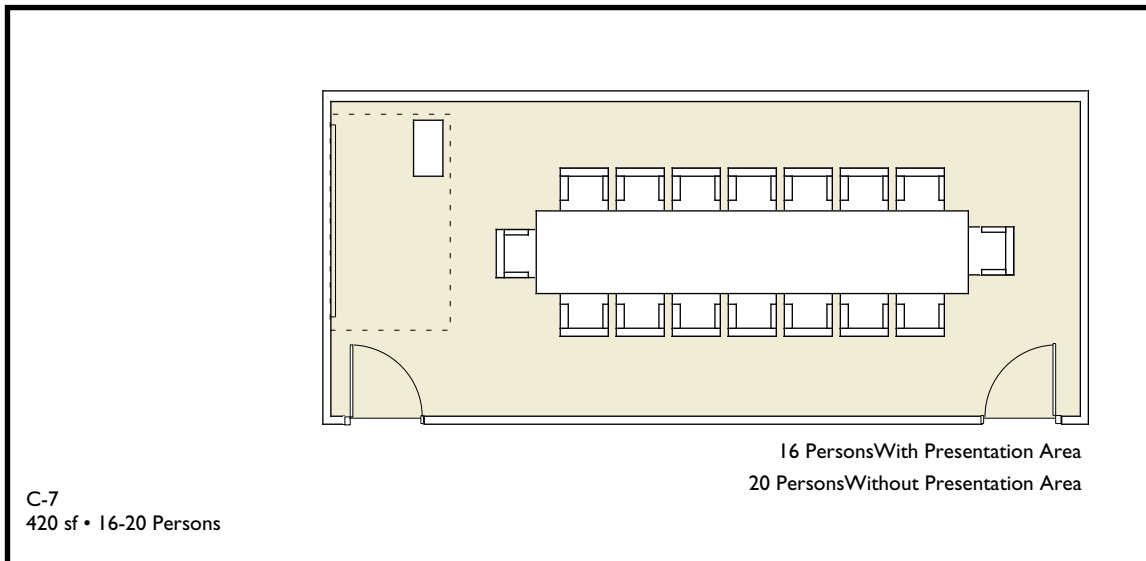 16 PersonsWith Presentation Area
20 PersonsWithout Presentation Area
C-7
420 sf • 16-20 Persons